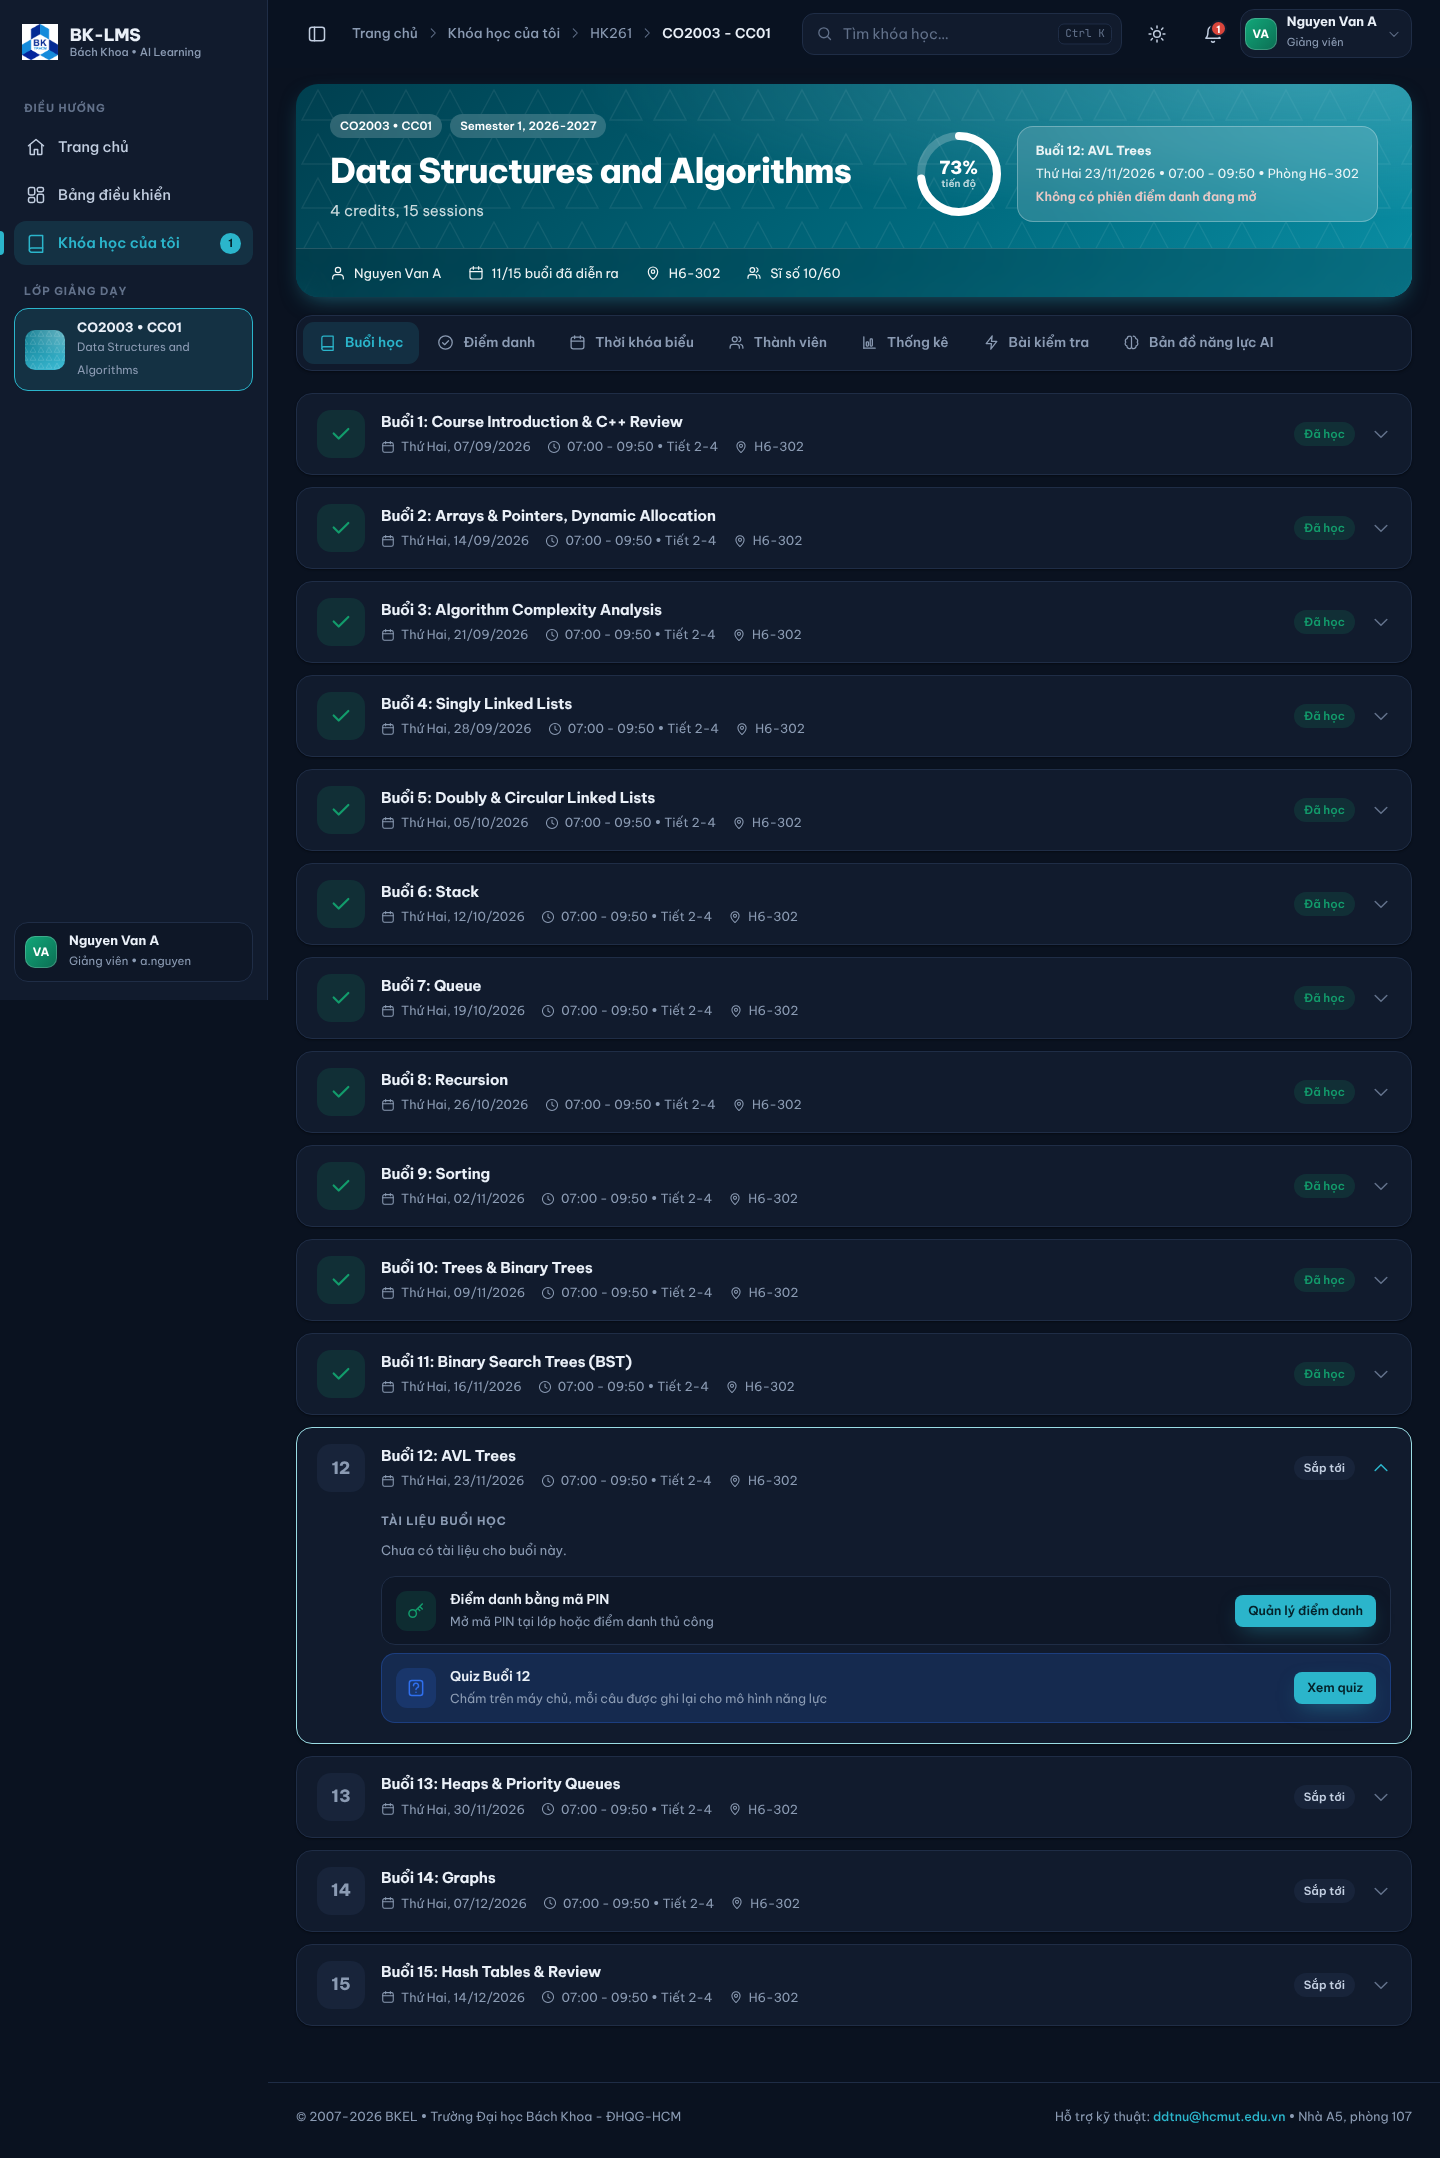 BK-LMS
Bách Khoa • AI Learning
ĐIỀU HƯỚNG
Trang chủ
Bảng điều khiển
Khóa học của tôi
1
LỚP GIẢNG DẠY
CO2003 • CC01
Data Structures and
Algorithms
VA
Nguyen Van A
Giảng viên • a.nguyen
Trang chủ > Khóa học của tôi > HK261 > CO2003 - CC01
Tìm khóa học...
Ctrl K
1
VA
Nguyen Van A
Giảng viên
CO2003 • CC01
Semester 1, 2026-2027
Data Structures and Algorithms
4 credits, 15 sessions
73%
tiến độ
Buổi 12: AVL Trees
Thứ Hai 23/11/2026 • 07:00 - 09:50 • Phòng H6-302
Không có phiên điểm danh đang mở
Nguyen Van A
11/15 buổi đã diễn ra
H6-302
Sĩ số 10/60
Buổi học
Điểm danh
Thời khóa biểu
Thành viên
Thống kê
Bài kiểm tra
Bản đồ năng lực AI
Buổi 1: Course Introduction & C++ Review
Thứ Hai, 07/09/2026 07:00 - 09:50 • Tiết 2-4 H6-302
Đã học
Buổi 2: Arrays & Pointers, Dynamic Allocation
Thứ Hai, 14/09/2026 07:00 - 09:50 • Tiết 2-4 H6-302
Đã học
Buổi 3: Algorithm Complexity Analysis
Thứ Hai, 21/09/2026 07:00 - 09:50 • Tiết 2-4 H6-302
Đã học
Buổi 4: Singly Linked Lists
Thứ Hai, 28/09/2026 07:00 - 09:50 • Tiết 2-4 H6-302
Đã học
Buổi 5: Doubly & Circular Linked Lists
Thứ Hai, 05/10/2026 07:00 - 09:50 • Tiết 2-4 H6-302
Đã học
Buổi 6: Stack
Thứ Hai, 12/10/2026 07:00 - 09:50 • Tiết 2-4 H6-302
Đã học
Buổi 7: Queue
Thứ Hai, 19/10/2026 07:00 - 09:50 • Tiết 2-4 H6-302
Đã học
Buổi 8: Recursion
Thứ Hai, 26/10/2026 07:00 - 09:50 • Tiết 2-4 H6-302
Đã học
Buổi 9: Sorting
Thứ Hai, 02/11/2026 07:00 - 09:50 • Tiết 2-4 H6-302
Đã học
Buổi 10: Trees & Binary Trees
Thứ Hai, 09/11/2026 07:00 - 09:50 • Tiết 2-4 H6-302
Đã học
Buổi 11: Binary Search Trees (BST)
Thứ Hai, 16/11/2026 07:00 - 09:50 • Tiết 2-4 H6-302
Đã học
12
Buổi 12: AVL Trees
Thứ Hai, 23/11/2026 07:00 - 09:50 • Tiết 2-4 H6-302
Sắp tới
TÀI LIỆU BUỔI HỌC
Chưa có tài liệu cho buổi này.
Điểm danh bằng mã PIN
Mở mã PIN tại lớp hoặc điểm danh thủ công
Quản lý điểm danh
Quiz Buổi 12
Chấm trên máy chủ, mỗi câu được ghi lại cho mô hình năng lực
Xem quiz
13
Buổi 13: Heaps & Priority Queues
Thứ Hai, 30/11/2026 07:00 - 09:50 • Tiết 2-4 H6-302
Sắp tới
14
Buổi 14: Graphs
Thứ Hai, 07/12/2026 07:00 - 09:50 • Tiết 2-4 H6-302
Sắp tới
15
Buổi 15: Hash Tables & Review
Thứ Hai, 14/12/2026 07:00 - 09:50 • Tiết 2-4 H6-302
Sắp tới
© 2007-2026 BKEL • Trường Đại học Bách Khoa - ĐHQG-HCM
Hỗ trợ kỹ thuật: ddtnu@hcmut.edu.vn • Nhà A5, phòng 107